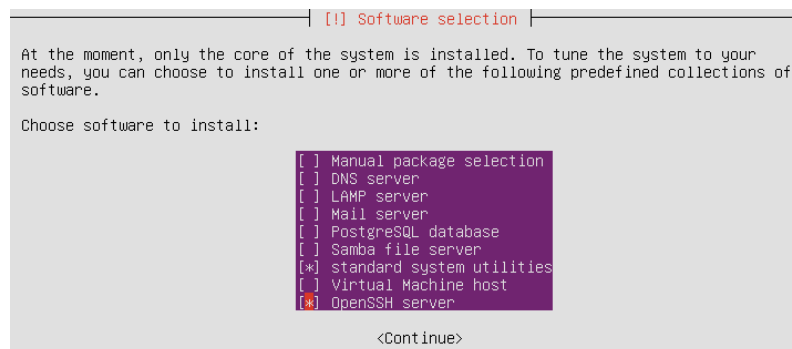 [!] Software selection
At the moment, only the core of the system is installed. To tune the system to your
needs, you can choose to install one or more of the following predefined collections of
software.
Choose software to install:
[ ] Manual package selection
[ ] DNS server
[ ] LAMP server
[ ] Mail server
[ ] PostgreSQL database
[ ] Samba file server
[*] standard system utilities
[ ] Virtual Machine host
[*] OpenSSH server
<Continue>